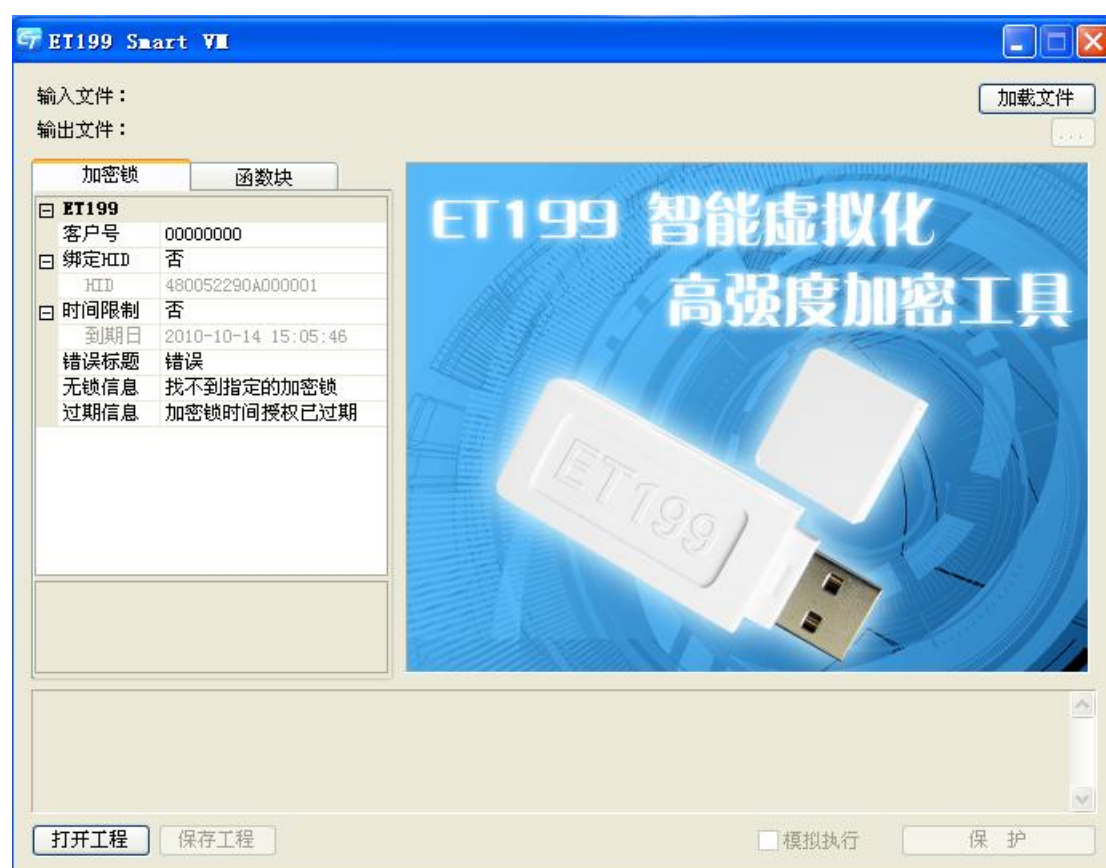 ET199 Smart VM
输入文件：
加载文件
输出文件：
...
加密锁
函数块
ET199
客户号 00000000
绑定HID 否
HID 480052290A000001
时间限制 否
到期日 2010-10-14 15:05:46
错误标题 错误
无锁信息 找不到指定的加密锁
过期信息 加密锁时间授权已过期
ET199 智能虚拟化
高强度加密工具
ET199
打开工程
保存工程
模拟执行
保 护